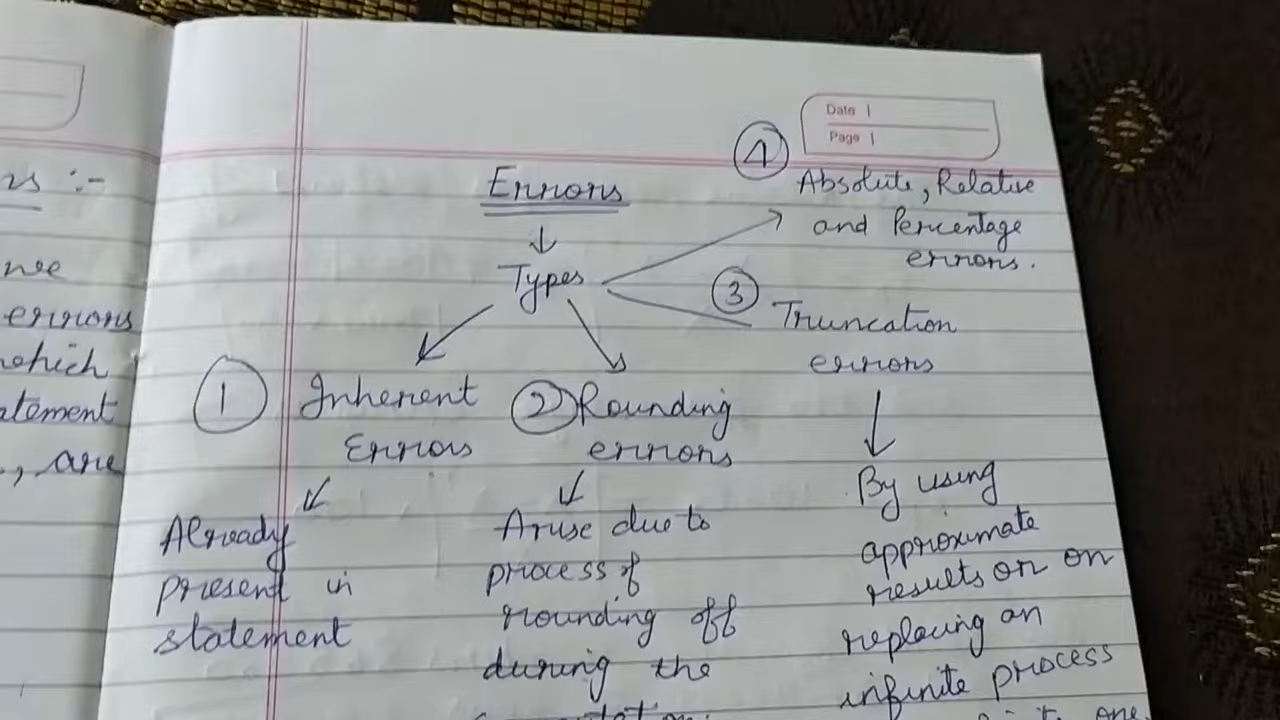 rs :-
errors
which
atement
, are
Date
Page
Errors
↓
Types
④
Absolute, Relative
and Percentage
errors.
③
Truncation
errors
① Inherent
Errors
② Rounding
errors
Already
present in
statement
Arise due to
process of
rounding off
during the
By using
approximate
results or on
replacing an
infinite process
one